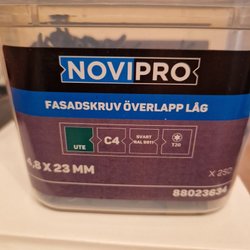 NOVIPRO
FASADSKRUV ÖVERLAPP LÅG
UTE
C4
SVART
RAL 9011
T20
4,8 X 23 MM
X 250
88023634